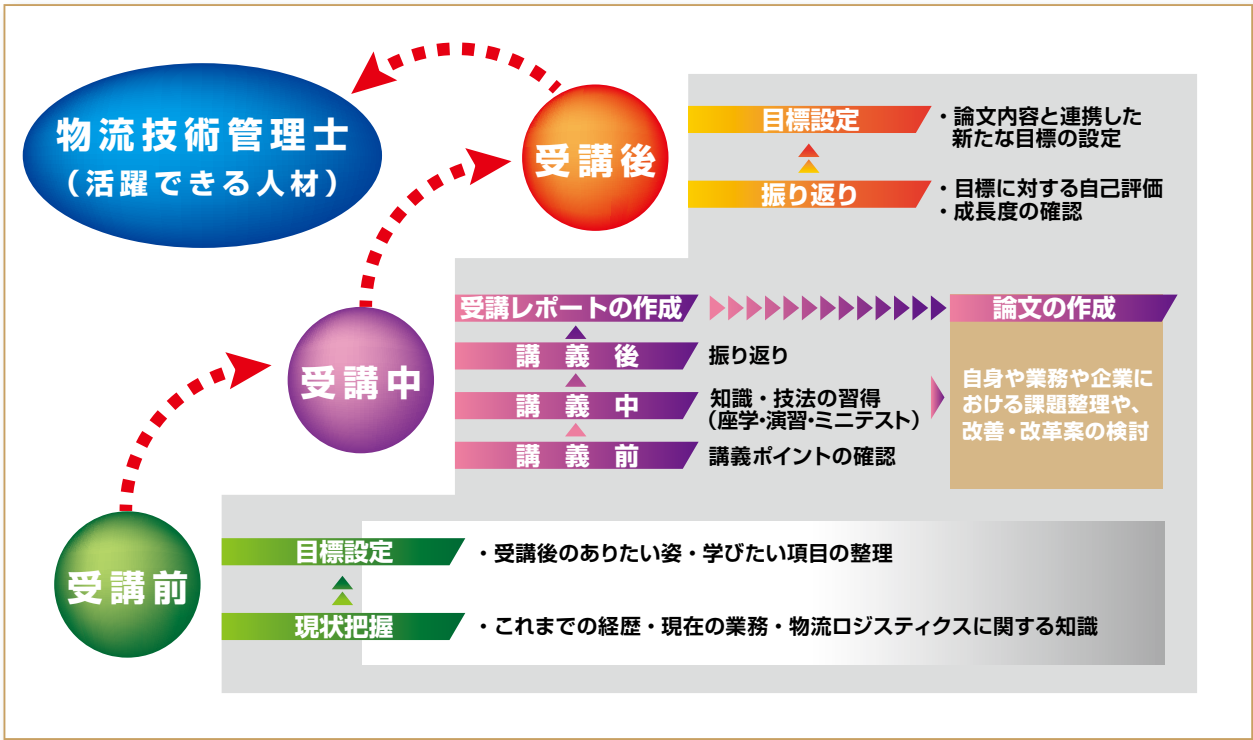 物流技術管理士
（活躍できる人材）
受講後
目標設定
・論文内容と連携した
新たな目標の設定
振り返り
・目標に対する自己評価
・成長度の確認
受講中
受講レポートの作成
論文の作成
講義後
振り返り
講義中
知識・技法の習得
（座学・演習・ミニテスト）
講義前
講義ポイントの確認
自身や業務や企業に
おける課題整理や、
改善・改革案の検討
受講前
目標設定
・受講後のありたい姿・学びたい項目の整理
現状把握
・これまでの経歴・現在の業務・物流ロジスティクスに関する知識